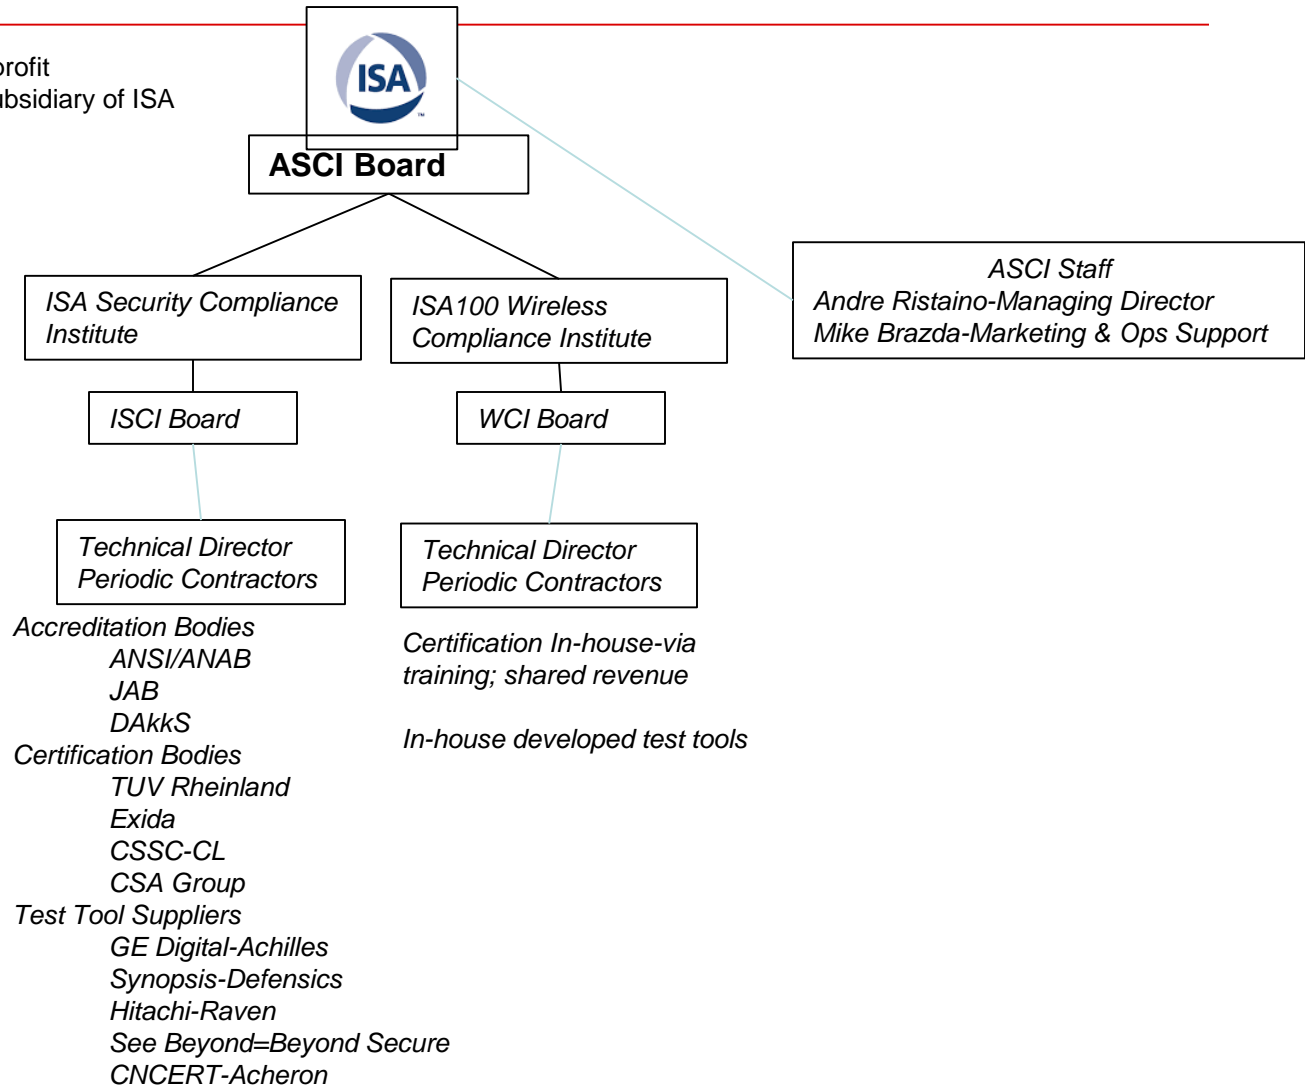 ubsidiary of ISA
ISA
TM
ASCI Board
ISA Security Compliance
Institute
ISA100 Wireless
Compliance Institute
ASCI Staff
Andre Ristaino-Managing Director
Mike Brazda-Marketing & Ops Support
ISCI Board
WCI Board
Technical Director
Periodic Contractors
Technical Director
Periodic Contractors
Accreditation Bodies
ANSI/ANAB
JAB
DAkkS
Certification Bodies
TUV Rheinland
Exida
CSSC-CL
CSA Group
Test Tool Suppliers
GE Digital-Achilles
Synopsis-Defensics
Hitachi-Raven
See Beyond=Beyond Secure
CNCERT-Acheron
Certification In-house-via
training; shared revenue
In-house developed test tools